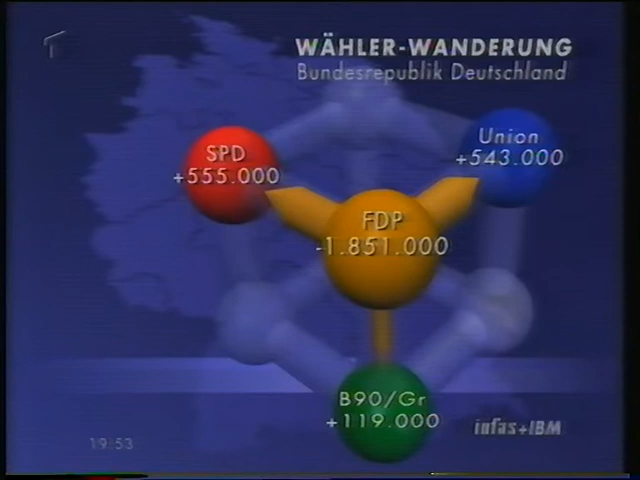 WÄHLER-WANDERUNG
Bundesrepublik Deutschland
SPD
+555.000
Union
+543.000
FDP
-1.851.000
B90/Gr
+119.000
infas+IBM
19:53